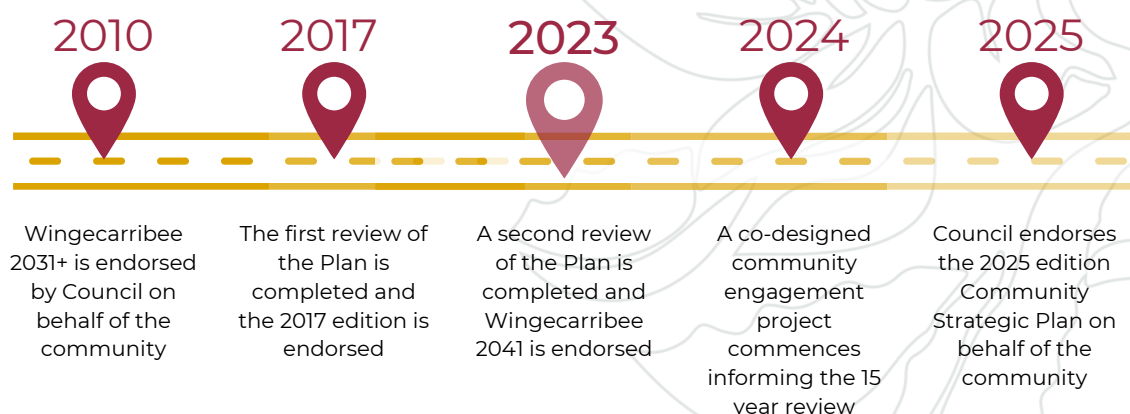 2010
2017
2023
2024
2025
Wingecarribee
2031+ is endorsed
by Council on
behalf of the
community
The first review of
the Plan is
completed and
the 2017 edition is
endorsed
A second review
of the Plan is
completed and
Wingecarribee
2041 is endorsed
A co-designed
community
engagement
project
commences
informing the 15
year review
Council endorses
the 2025 edition
Community
Strategic Plan on
behalf of the
community